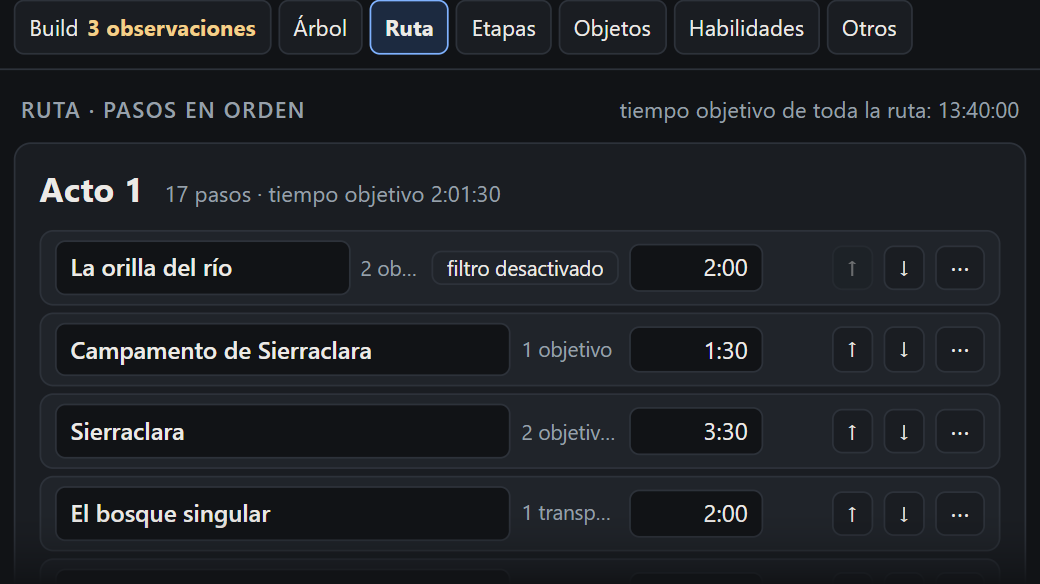 Build 3 observaciones Árbol Ruta Etapas Objetos Habilidades Otros
RUTA · PASOS EN ORDEN tiempo objetivo de toda la ruta: 13:40:00
Acto 1 17 pasos · tiempo objetivo 2:01:30
La orilla del río 2 ob... filtro desactivado 2:00 ↑ ↓ ...
Campamento de Sierraclara 1 objetivo 1:30 ↑ ↓ ...
Sierraclara 2 objetiv... 3:30 ↑ ↓ ...
El bosque singular 1 transp... 2:00 ↑ ↓ ...